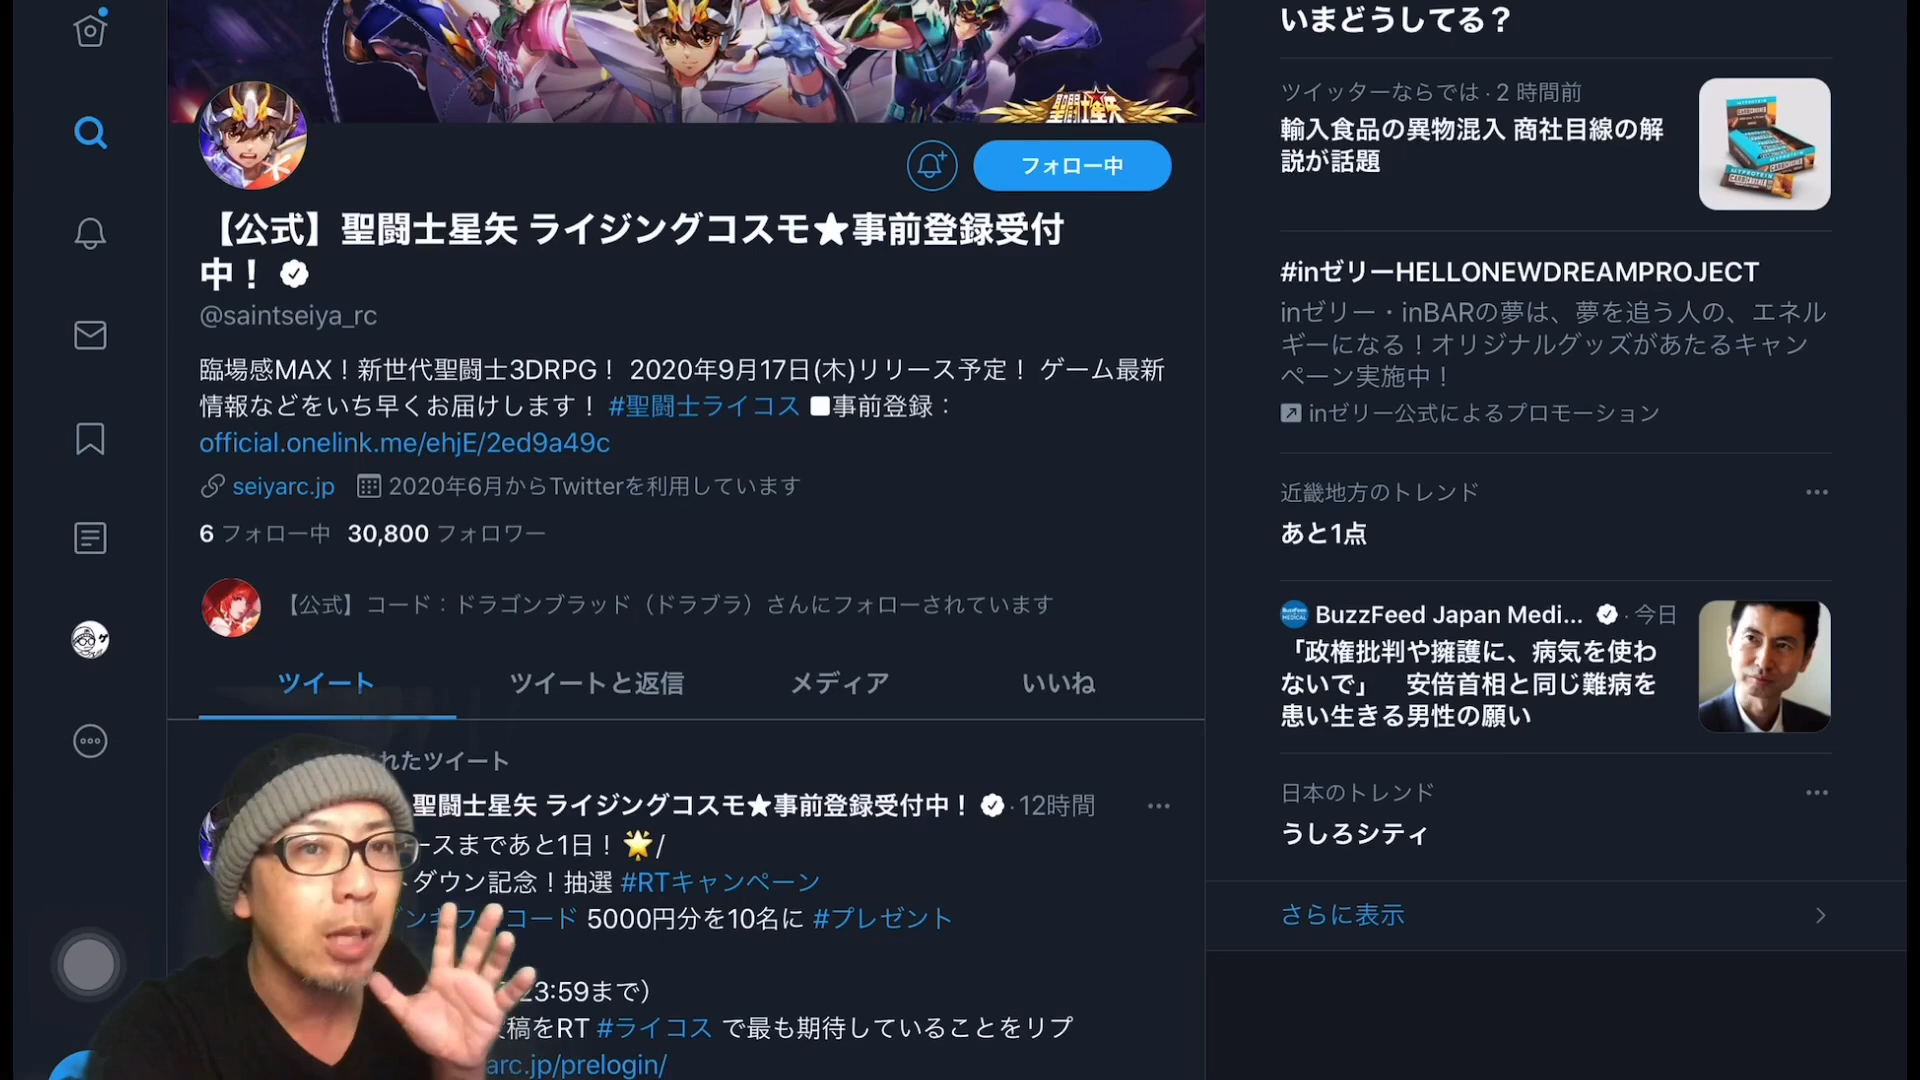 聖闘士星矢
フォロー中
【公式】聖闘士星矢 ライジングコスモ★事前登録受付
中！
@saintseiya_rc
臨場感MAX！新世代聖闘士3DRPG！ 2020年9月17日(木)リリース予定！ ゲーム最新
情報などをいち早くお届けします！ #聖闘士ライコス ■事前登録：
official.onelink.me/ehjE/2ed9a49c
seiyarc.jp 2020年6月からTwitterを利用しています
6 フォロー中 30,800 フォロワー
【公式】コード：ドラゴンブラッド（ドラブラ）さんにフォローされています
ツイート ツイートと返信 メディア いいね
れたツイート
聖闘士星矢 ライジングコスモ★事前登録受付中！ ·12時間
ースまであと1日！🌟/
ダウン記念！抽選 #RTキャンペーン
コード 5000円分を10名に #プレゼント
23:59まで）
稿をRT #ライコス で最も期待していることをリプ
arc.jp/prelogin/
いまどうしてる？
ツイッターならでは · 2 時間前
輸入食品の異物混入 商社目線の解
説が話題
#inゼリーHELLONEWDREAMPROJECT
inゼリー・inBARの夢は、夢を追う人の、エネル
ギーになる！オリジナルグッズがあたるキャン
ペーン実施中！
inゼリー公式によるプロモーション
近畿地方のトレンド
あと1点
BuzzFeed Japan Medi... · 今日
「政権批判や擁護に、病気を使わ
ないで」　安倍首相と同じ難病を
患い生きる男性の願い
日本のトレンド
うしろシティ
さらに表示